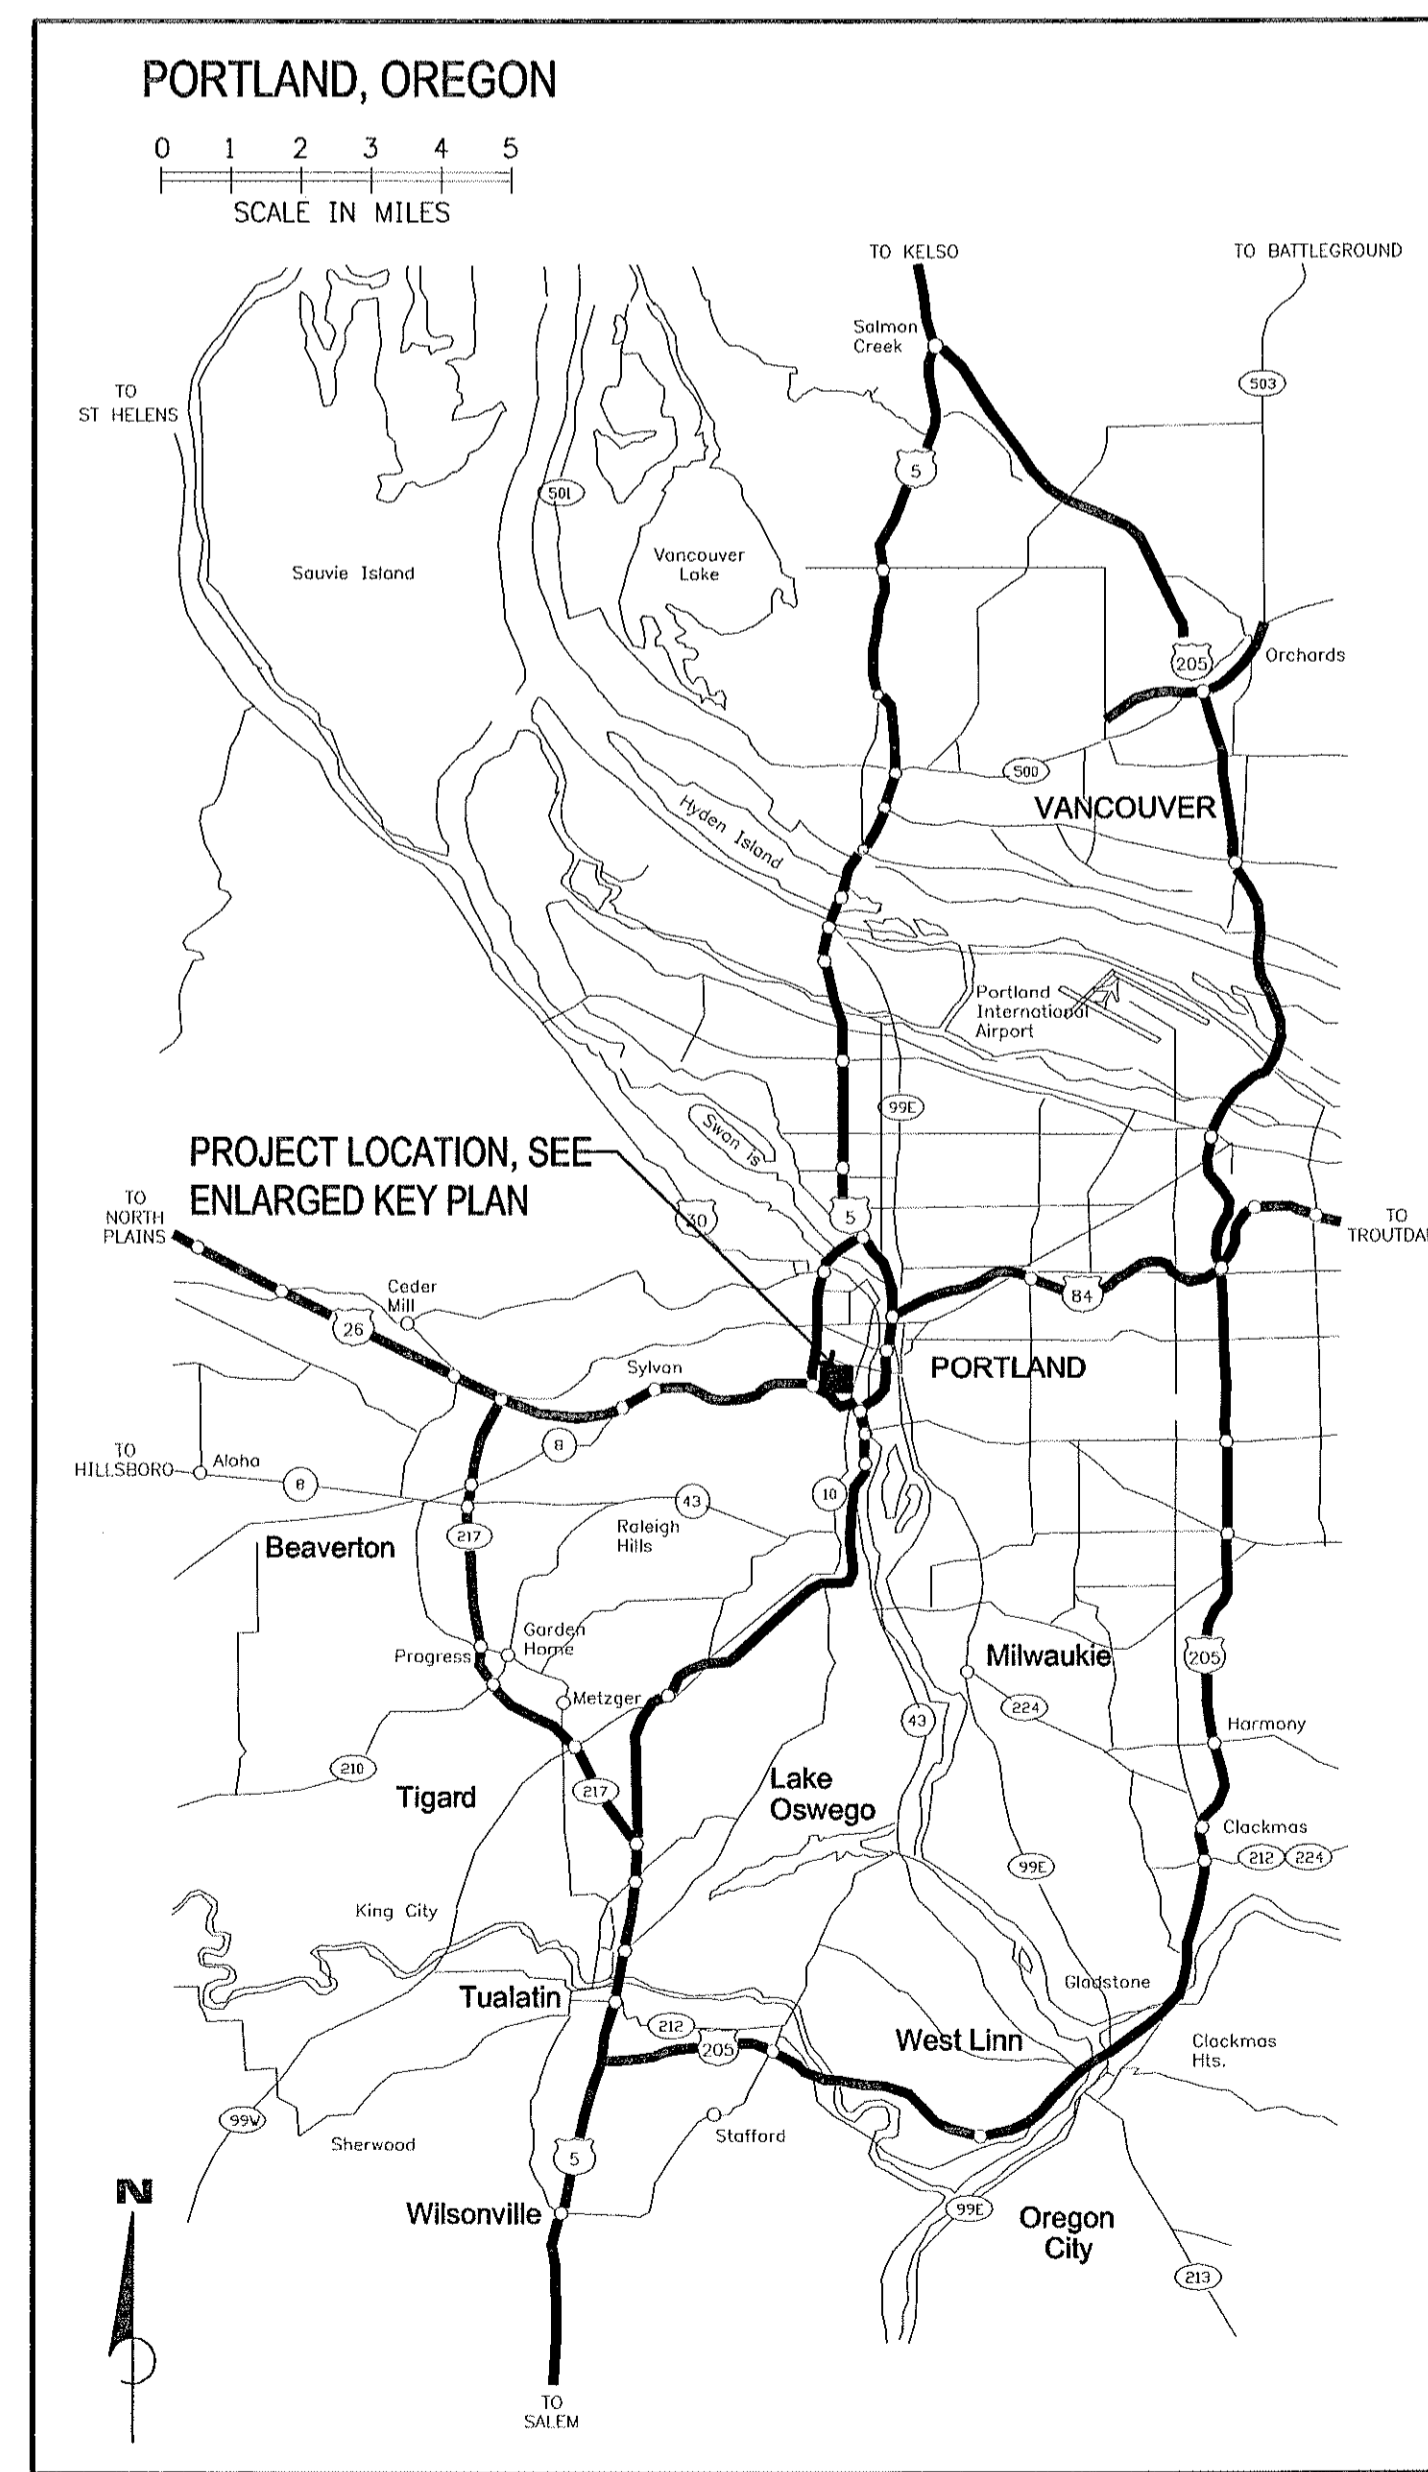 PORTLAND, OREGON
0 1 2 3 4 5
SCALE IN MILES
TO KELSO
TO BATTLEGROUND
Salmon
Creek
503
TO
ST HELENS
5
501
Sauvie Island
Vancouver
Lake
205
Orchards
500
VANCOUVER
Hyden Island
Portland
International
Airport
99E
Swan Is
PROJECT LOCATION, SEE
ENLARGED KEY PLAN
TO
NORTH
PLAINS
30
5
TO
Ceder
Mill
84
26
Sylvan
PORTLAND
8
TO
HILLSBORO
Aloha
8
43
10
Raleigh
Hills
217
Beaverton
Garden
Home
Progress
Milwaukie
205
Metzger
224
43
Harmony
210
217
Tigard
Lake
Oswego
Clackmas
212 224
99E
King City
Gladstone
Tualatin
212
205
West Linn
Clackmas
Hts.
99W
Stafford
Sherwood
5
N
Wilsonville
99E
Oregon
City
213
TO
SALEM